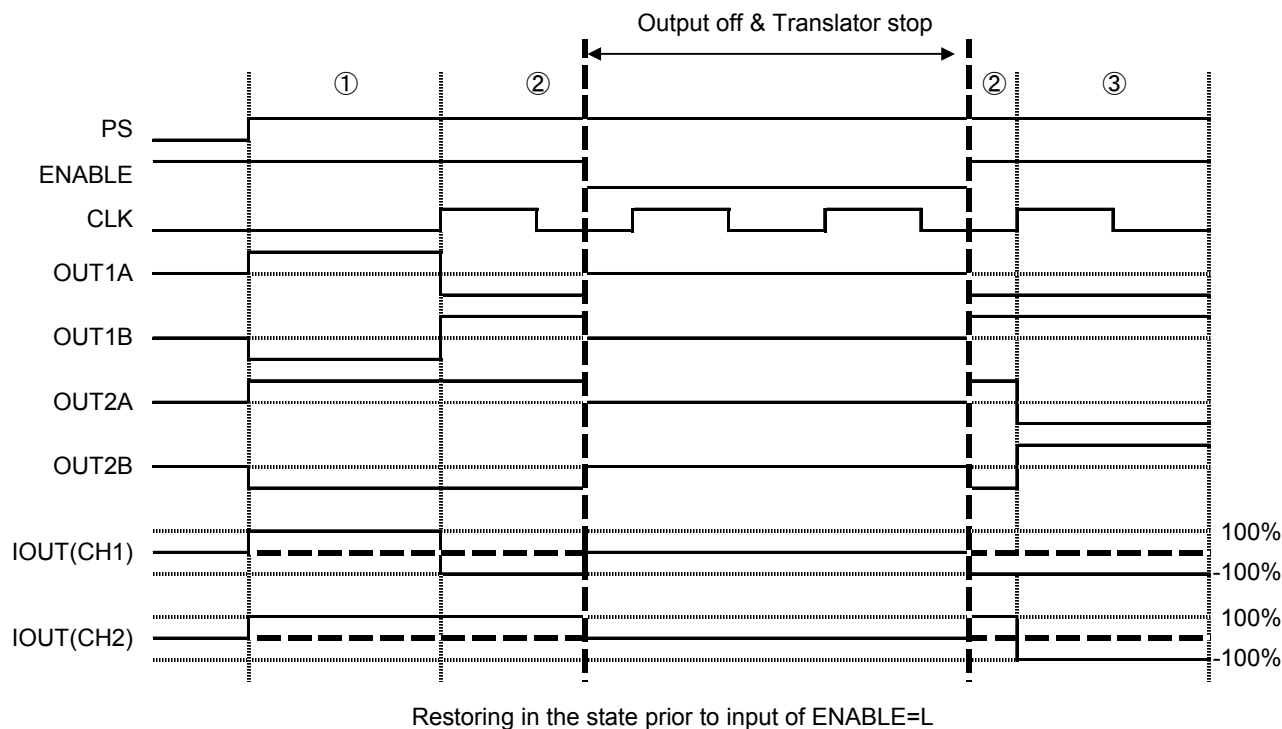 Output off & Translator stop
① ② ② ③
PS
ENABLE
CLK
OUT1A
OUT1B
OUT2A
OUT2B
100%
IOUT(CH1)
-100%
100%
IOUT(CH2)
-100%
Restoring in the state prior to input of ENABLE=L